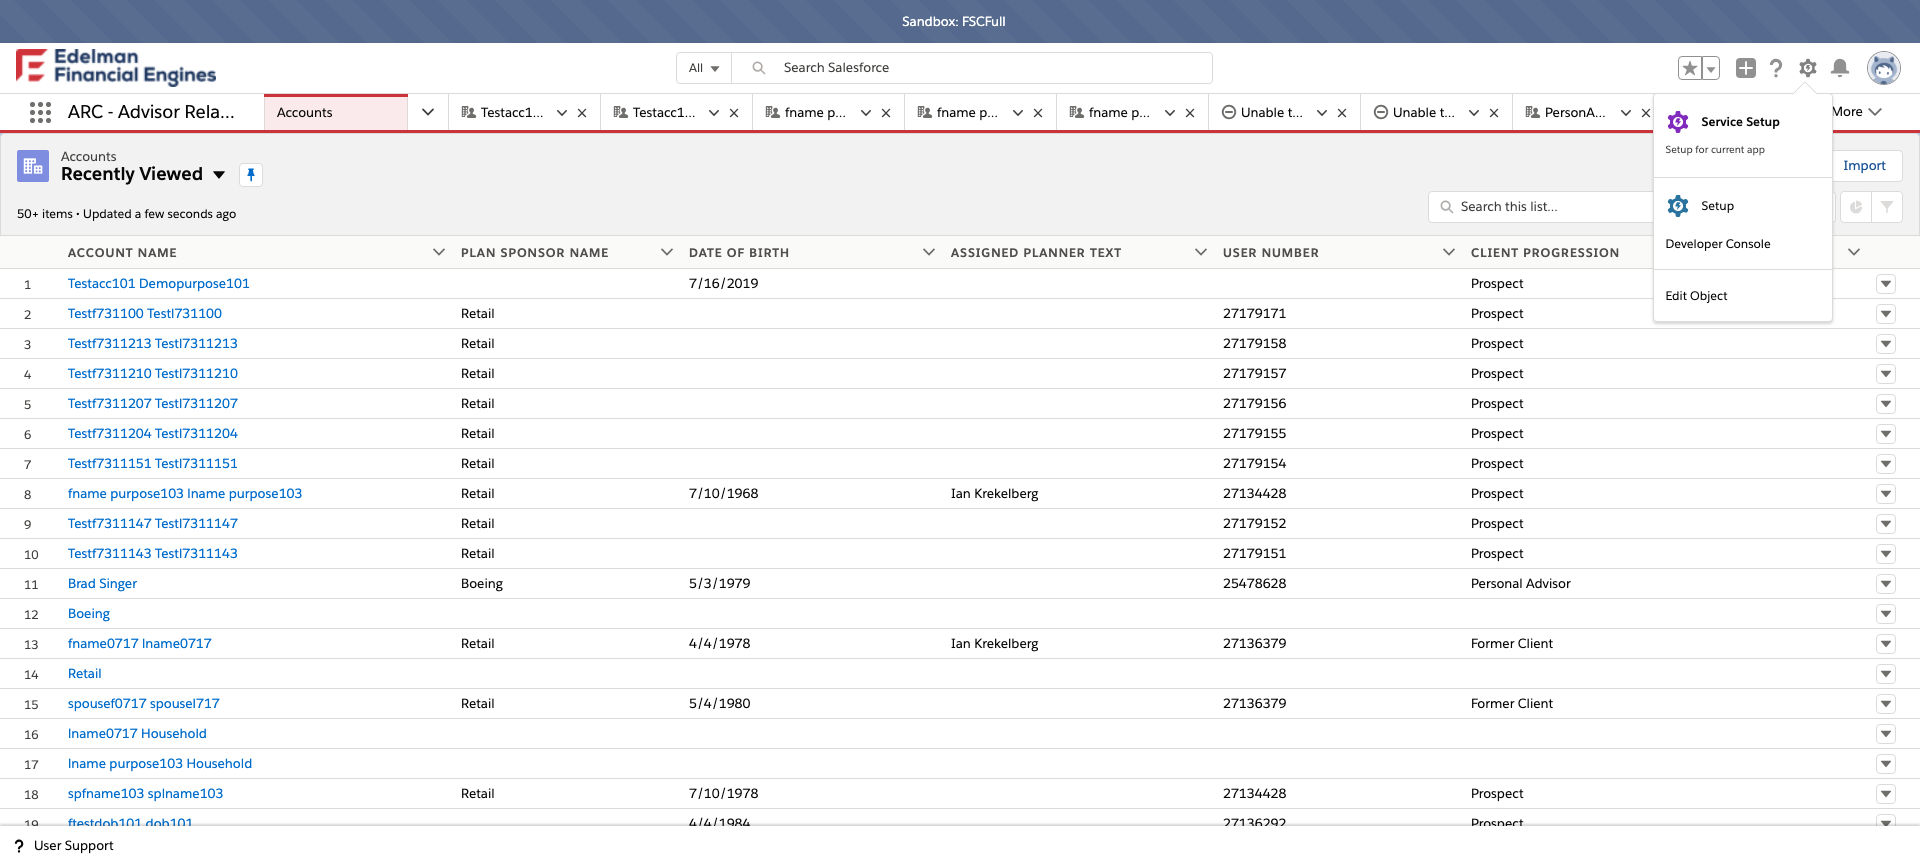 Sandbox: FSCFull
Edelman
Financial Engines
All
Search Salesforce
ARC - Advisor Rela...
Accounts
Testacc1...
Testacc1...
fname p...
fname p...
fname p...
Unable t...
Unable t...
PersonA...
More
Service Setup
Setup for current app
Setup
Developer Console
Edit Object
Accounts
Recently Viewed
Import
50+ items • Updated a few seconds ago
Search this list...
ACCOUNT NAME PLAN SPONSOR NAME DATE OF BIRTH ASSIGNED PLANNER TEXT USER NUMBER CLIENT PROGRESSION
1 Testacc101 Demopurpose101 7/16/2019 Prospect
2 Testf731100 Testl731100 Retail 27179171 Prospect
3 Testf7311213 Testl7311213 Retail 27179158 Prospect
4 Testf7311210 Testl7311210 Retail 27179157 Prospect
5 Testf7311207 Testl7311207 Retail 27179156 Prospect
6 Testf7311204 Testl7311204 Retail 27179155 Prospect
7 Testf7311151 Testl7311151 Retail 27179154 Prospect
8 fname purpose103 lname purpose103 Retail 7/10/1968 Ian Krekelberg 27134428 Prospect
9 Testf7311147 Testl7311147 Retail 27179152 Prospect
10 Testf7311143 Testl7311143 Retail 27179151 Prospect
11 Brad Singer Boeing 5/3/1979 25478628 Personal Advisor
12 Boeing
13 fname0717 lname0717 Retail 4/4/1978 Ian Krekelberg 27136379 Former Client
14 Retail
15 spousef0717 spousel717 Retail 5/4/1980 27136379 Former Client
16 lname0717 Household
17 lname purpose103 Household
18 spfname103 splname103 Retail 7/10/1978 27134428 Prospect
19 ftestdob101 dob101 4/4/1984 27136292 Prospect
? User Support